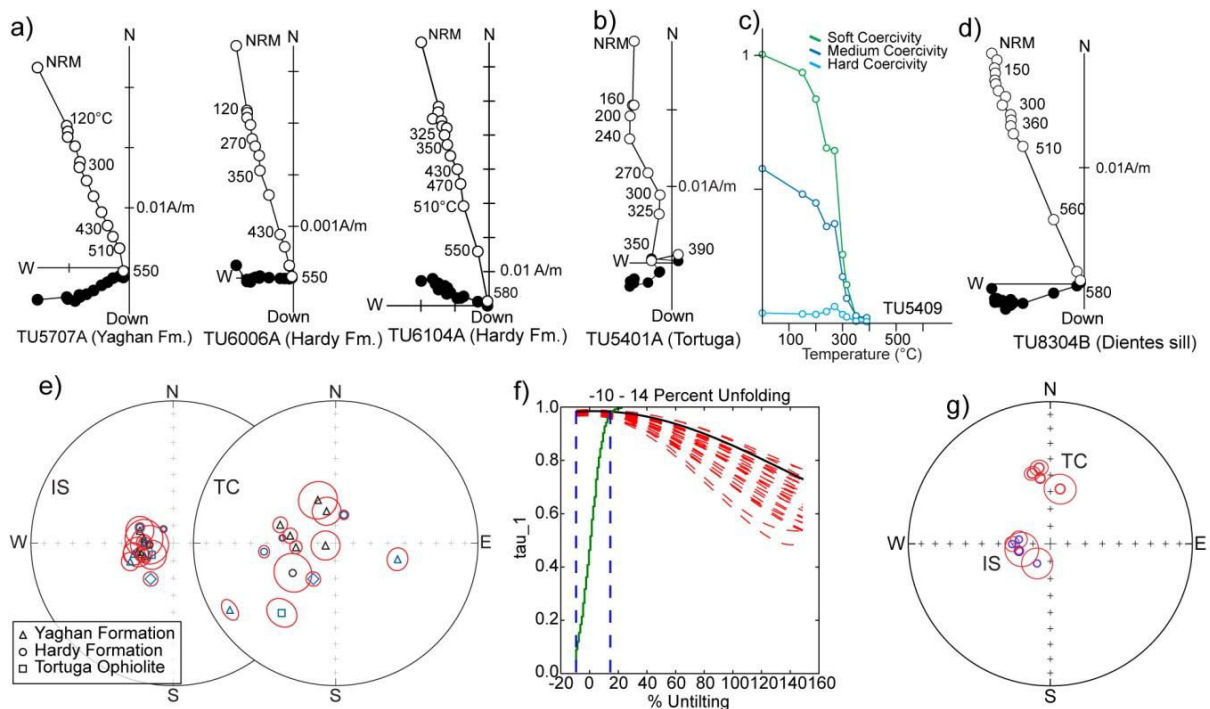 a)
N
NRM
120°C
300
0.01A/m
430
510
W
550
Down
TU5707A (Yaghan Fm.)
N
120
270
350
0.001A/m
430
W
550
Down
TU6006A (Hardy Fm.)
N
NRM
325
350
430
470
510°C
550
0.01 A/m
580
W
Down
TU6104A (Hardy Fm.)
b)
N
NRM
160
200
240
270
0.01A/m
300
325
350
390
W
Down
TU5401A (Tortuga)
c)
Soft Coercivity
Medium Coercivity
Hard Coercivity
1
TU5409
100
300
500
Temperature (°C)
d)
N
NRM
150
300
360
510
0.01A/m
560
W
580
Down
TU8304B (Dientes sill)
e)
N
N
IS
TC
W
E
S
S
Yaghan Formation
Hardy Formation
Tortuga Ophiolite
f)
-10 - 14 Percent Unfolding
tau_1
1.0
0.8
0.6
0.4
0.2
0.0
-20 0 20 40 60 80 100 120 140 160
% Untilting
g)
N
TC
W
E
IS
S